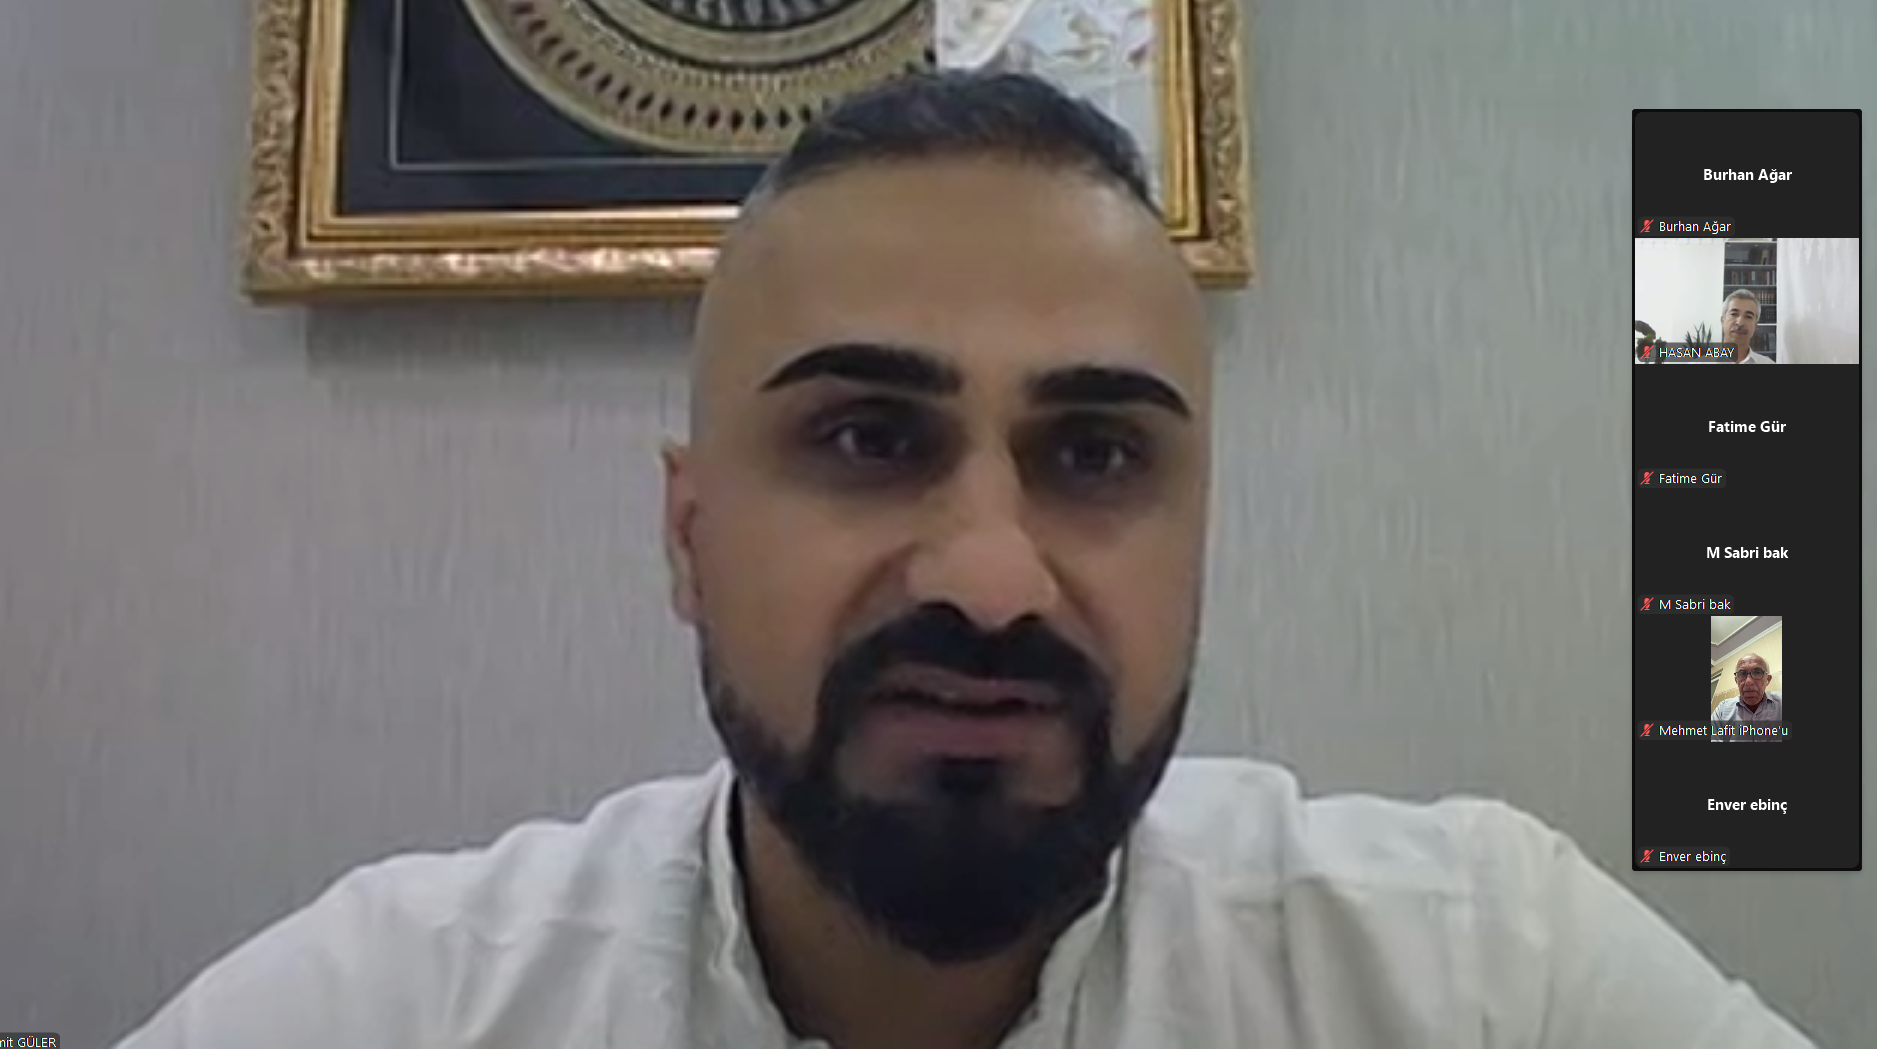 Burhan Ağar
Burhan Ağar
HASAN ABAY
Fatime Gür
Fatime Gür
M Sabri bak
M Sabri bak
Mehmet Lafit iPhone'u
Enver ebinç
Enver ebinç
GÜLER